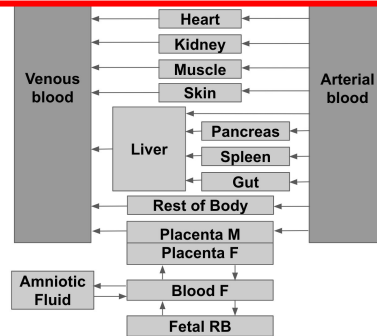 Heart
Kidney
Muscle
Skin
Venous
blood
Arterial
blood
Liver
Pancreas
Spleen
Gut
Rest of Body
Placenta M
Placenta F
Amniotic
Fluid
Blood F
Fetal RB